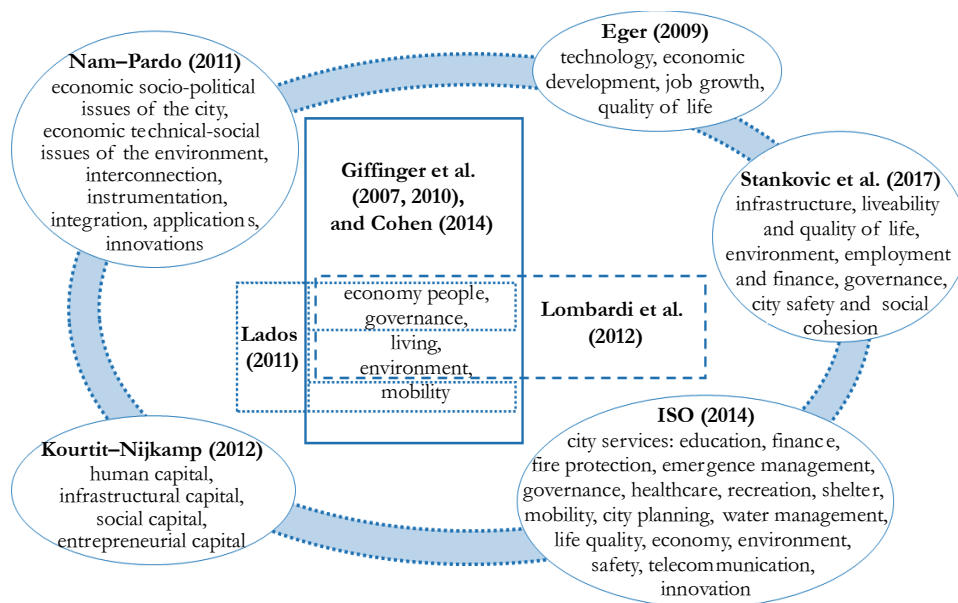 Nam–Pardo (2011)
economic socio-political
issues of the city,
economic technical-social
issues of the environment,
interconnection,
instrumentation,
integration, applications,
innovations
Eger (2009)
technology, economic
development, job growth,
quality of life
Giffinger et al.
(2007, 2010),
and Cohen (2014)
Stankovic et al. (2017)
infrastructure, liveability
and quality of life,
environment, employment
and finance, governance,
city safety and social
cohesion
economy people,
governance,
living,
environment,
mobility
Lados
(2011)
Lombardi et al.
(2012)
Kourtit–Nijkamp (2012)
human capital,
infrastructural capital,
social capital,
entrepreneurial capital
ISO (2014)
city services: education, finance,
fire protection, emergence management,
governance, healthcare, recreation, shelter,
mobility, city planning, water management,
life quality, economy, environment,
safety, telecommunication,
innovation